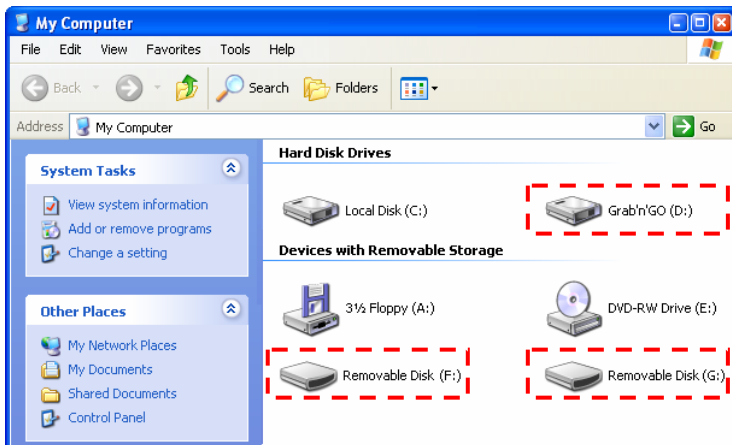 My Computer
File Edit View Favorites Tools Help
Back Search Folders
Address My Computer Go
System Tasks
View system information
Add or remove programs
Change a setting
Other Places
My Network Places
My Documents
Shared Documents
Control Panel
Hard Disk Drives
Local Disk (C:) Grab'n'GO (D:)
Devices with Removable Storage
3½ Floppy (A:) DVD-RW Drive (E:)
Removable Disk (F:) Removable Disk (G:)